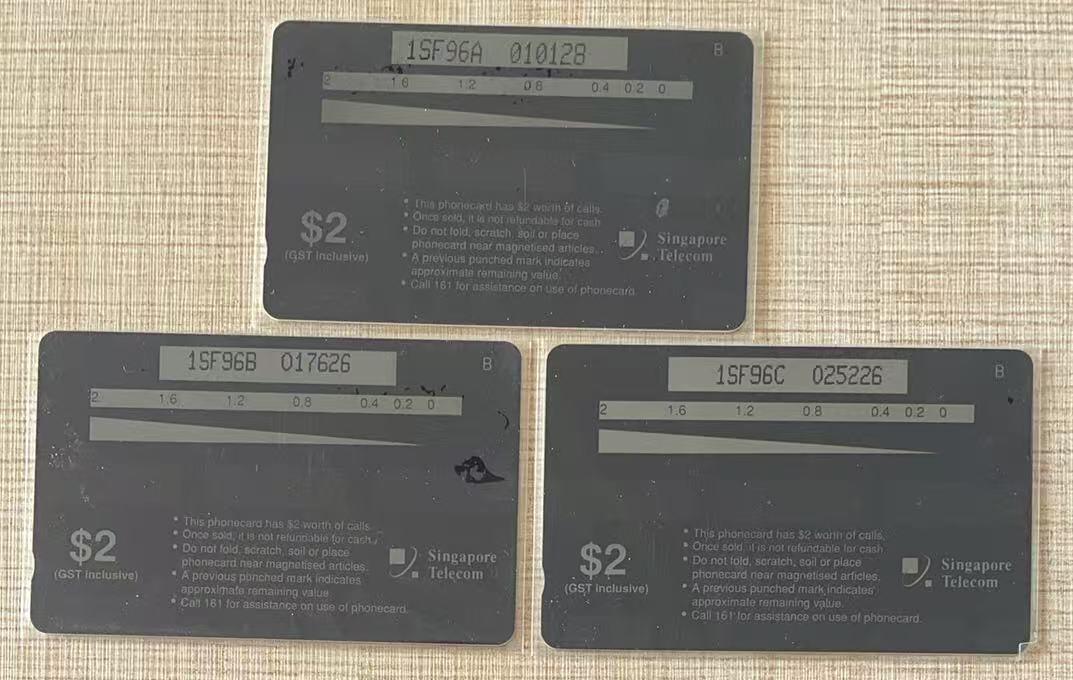 1SF96A 010128
B
2 1.6 1.2 0.8 0.4 0.2 0
• This phonecard has $2 worth of calls.
• Once sold, it is not refundable for cash
• Do not fold, scratch, soil or place
phonecard near magnetised articles.
• A previous punched mark indicates
approximate remaining value.
• Call 161 for assistance on use of phonecard.
$2
(GST inclusive)
Singapore
Telecom
1SF96B 017626
B
2 1.6 1.2 0.8 0.4 0.2 0
• This phonecard has $2 worth of calls.
• Once sold, it is not refundable for cash.
• Do not fold, scratch, soil or place
phonecard near magnetised articles.
• A previous punched mark indicates
approximate remaining value.
• Call 161 for assistance on use of phonecard.
$2
(GST inclusive)
Singapore
Telecom
1SF96C 025226
B
2 1.6 1.2 0.8 0.4 0.2 0
• This phonecard has $2 worth of calls.
• Once sold, it is not refundable for cash
• Do not fold, scratch, soil or place
phonecard near magnetised articles.
• A previous punched mark indicates
approximate remaining value.
• Call 161 for assistance on use of phonecard.
$2
(GST inclusive)
Singapore
Telecom